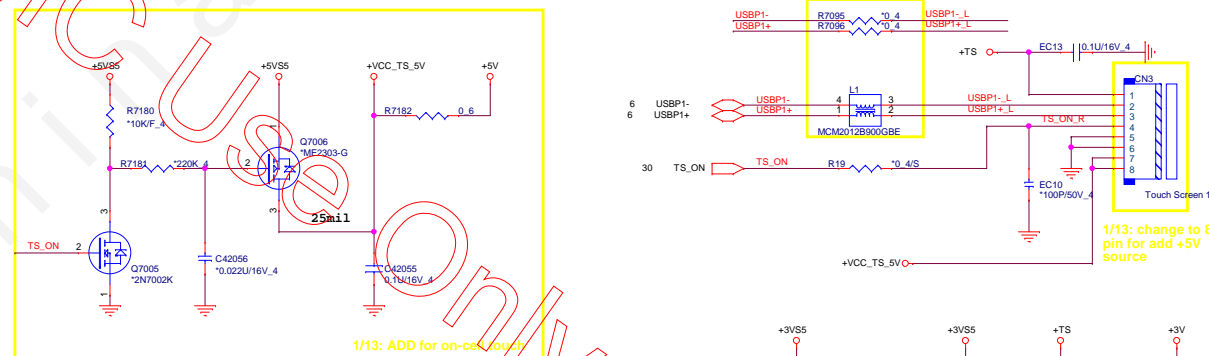 +5VS5
+5VS5
+VCC_TS_5V
+5V
R7180
*10K/F_4
R7182
0_6
Q7006
*ME2303-G
1
2
3
R7181
*220K_4
25mil
3
TS_ON
2
Q7005
*2N7002K
1
C42056
*0.022U/16V_4
C42055
0.1U/16V_4
1/13: ADD for on-cell touch
USBP1-
R7095
*0_4
USBP1-_L
USBP1+
R7096
*0_4
USBP1+_L
+TS
EC13
0.1U/16V_4
CN3
L1
6 USBP1- USBP1- 4 3 USBP1-_L
6 USBP1+ USBP1+ 1 2 USBP1+_L
MCM2012B900GBE
TS_ON_R
1
2
3
4
5
6
7
8
30 TS_ON TS_ON R19 *0_4/S
EC10
*100P/50V_4
Touch Screen 1
1/13: change to 8
pin for add +5V
source
+VCC_TS_5V
+3VS5
+3VS5
+TS
+3V
Use Only